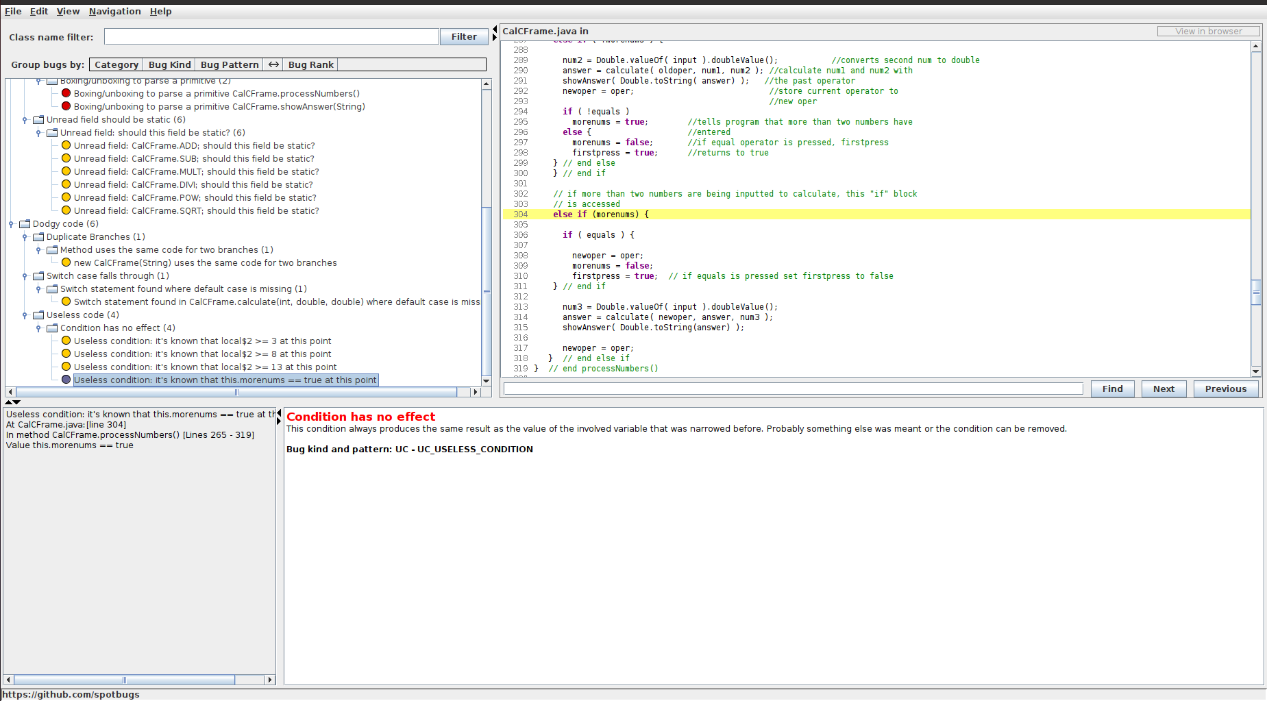 File Edit View Navigation Help
Class name filter:
Filter
Group bugs by:
Category
Bug Kind
Bug Pattern
↔
Bug Rank
Boxing/unboxing to parse a primitive (2)
Boxing/unboxing to parse a primitive CalCFrame.processNumbers()
Boxing/unboxing to parse a primitive CalCFrame.showAnswer(String)
Unread field should be static (6)
Unread field: should this field be static? (6)
Unread field: CalCFrame.ADD; should this field be static?
Unread field: CalCFrame.SUB; should this field be static?
Unread field: CalCFrame.MULT; should this field be static?
Unread field: CalCFrame.DIVI; should this field be static?
Unread field: CalCFrame.POW; should this field be static?
Unread field: CalCFrame.SQRT; should this field be static?
Dodgy code (6)
Duplicate Branches (1)
Method uses the same code for two branches (1)
new CalCFrame(String) uses the same code for two branches
Switch case falls through (1)
Switch statement found where default case is missing (1)
Switch statement found in CalCFrame.calculate(int, double, double) where default case is miss
Useless code (4)
Condition has no effect (4)
Useless condition: it's known that local$2 >= 3 at this point
Useless condition: it's known that local$2 >= 8 at this point
Useless condition: it's known that local$2 >= 13 at this point
Useless condition: it's known that this.morenums == true at this point
CalCFrame.java in
View in browser
288
289 num2 = Double.valueOf( input ).doubleValue(); //converts second num to double
290 answer = calculate( oldoper, num1, num2 ); //calculate num1 and num2 with
291 showAnswer( Double.toString( answer) ); //the past operator
292 newoper = oper; //store current operator to
293 //new oper
294 if ( !equals )
295 morenums = true; //tells program that more than two numbers have
296 else { //entered
297 morenums = false; //if equal operator is pressed, firstpress
298 firstpress = true; //returns to true
299 } // end else
300 } // end if
301
302 // if more than two numbers are being inputted to calculate, this "if" block
303 // is accessed
304 else if (morenums) {
305
306 if ( equals ) {
307
308 newoper = oper;
309 morenums = false;
310 firstpress = true; // if equals is pressed set firstpress to false
311 } // end if
312
313 num3 = Double.valueOf( input ).doubleValue();
314 answer = calculate( newoper, answer, num3 );
315 showAnswer( Double.toString(answer) );
316
317 newoper = oper;
318 } // end else if
319 } // end processNumbers()
Find
Next
Previous
Useless condition: it's known that this.morenums == true at th
At CalCFrame.java:[line 304]
In method CalCFrame.processNumbers() [Lines 265 - 319]
Value this.morenums == true
Condition has no effect
This condition always produces the same result as the value of the involved variable that was narrowed before. Probably something else was meant or the condition can be removed.
Bug kind and pattern: UC - UC_USELESS_CONDITION
https://github.com/spotbugs